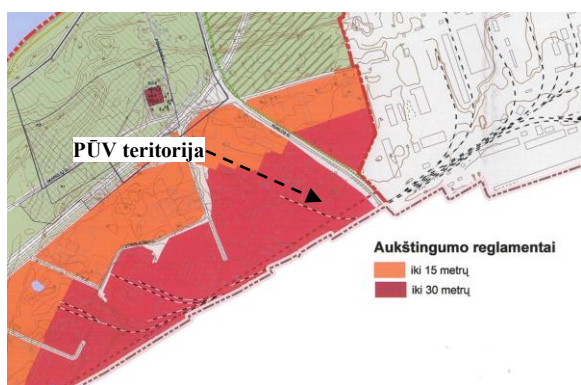 PŪV teritorija
Aukštingumo reglamentai
iki 15 metrų
iki 30 metrų